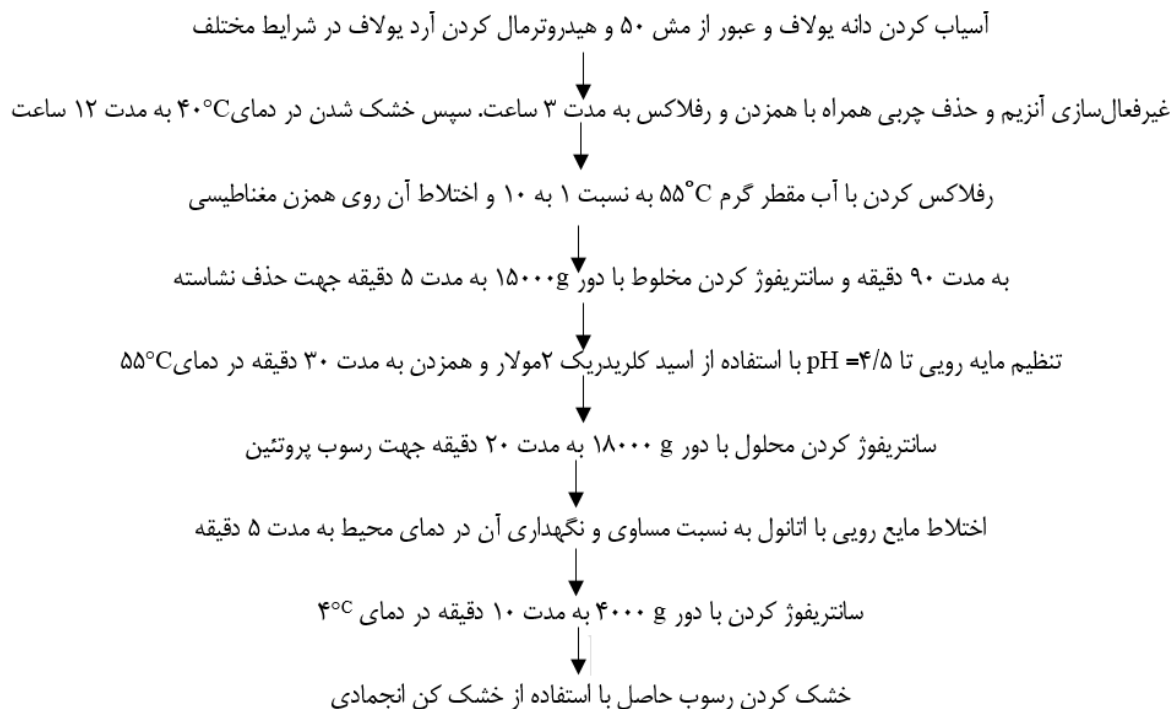 آسیاب کردن دانه یولاف و عبور از مش ۵۰ و هیدروترمال کردن آرد یولاف در شرایط مختلف
غیرفعال‌سازی آنزیم و حذف چربی همراه با همزدن و رفلاکس به مدت ۳ ساعت. سپس خشک شدن در دمای ۴۰°C به مدت ۱۲ ساعت
رفلاکس کردن با آب مقطر گرم ۵۵°C به نسبت ۱ به ۱۰ و اختلاط آن روی همزن مغناطیسی
به مدت ۹۰ دقیقه و سانتریفوژ کردن مخلوط با دور ۱۵۰۰۰g به مدت ۵ دقیقه جهت حذف نشاسته
تنظیم مایه رویی تا pH =۴/۵ با استفاده از اسید کلریدریک ۲مولار و همزدن به مدت ۳۰ دقیقه در دمای ۵۵°C
سانتریفوژ کردن محلول با دور ۱۸۰۰۰ g به مدت ۲۰ دقیقه جهت رسوب پروتئین
اختلاط مایع رویی با اتانول به نسبت مساوی و نگهداری آن در دمای محیط به مدت ۵ دقیقه
سانتریفوژ کردن با دور ۴۰۰۰ g به مدت ۱۰ دقیقه در دمای ۴°C
خشک کردن رسوب حاصل با استفاده از خشک کن انجمادی